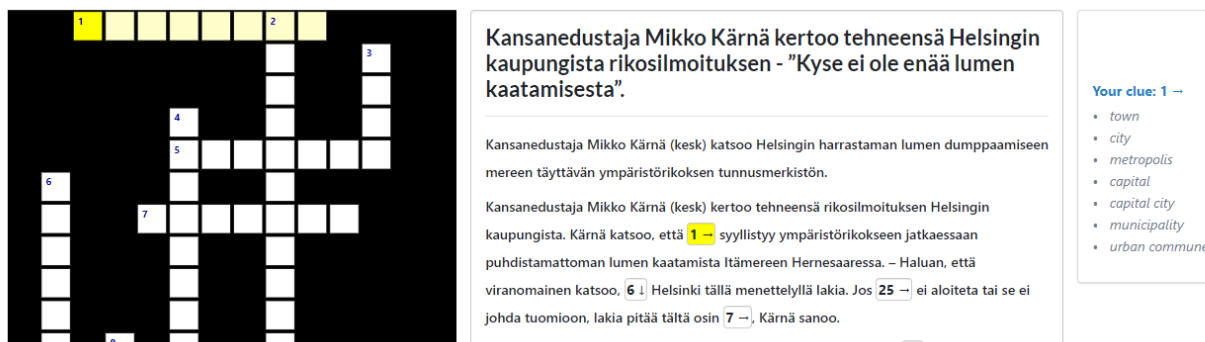 1
2
3
4
5
6
7
Kansanedustaja Mikko Kärnä kertoo tehneensä Helsingin
kaupungista rikosilmoituksen - ”Kyse ei ole enää lumen
kaatamisesta”.
Kansanedustaja Mikko Kärnä (kesk) katsoo Helsingin harrastaman lumen dumppaamiseen
mereen täyttävän ympäristörikoksen tunnusmerkistön.
Kansanedustaja Mikko Kärnä (kesk) kertoo tehneensä rikosilmoituksen Helsingin
kaupungista. Kärnä katsoo, että 1 → syyllistyy ympäristörikokseen jatkaessaan
puhdistamattoman lumen kaatamista Itämereen Hernesaaressa. – Haluan, että
viranomainen katsoo, 6 ↓ Helsinki tällä menettelyllä lakia. Jos 25 → ei aloiteta tai se ei
johda tuomioon, lakia pitää tältä osin 7 →, Kärnä sanoo.
Your clue: 1 →
• town
• city
• metropolis
• capital
• capital city
• municipality
• urban commune